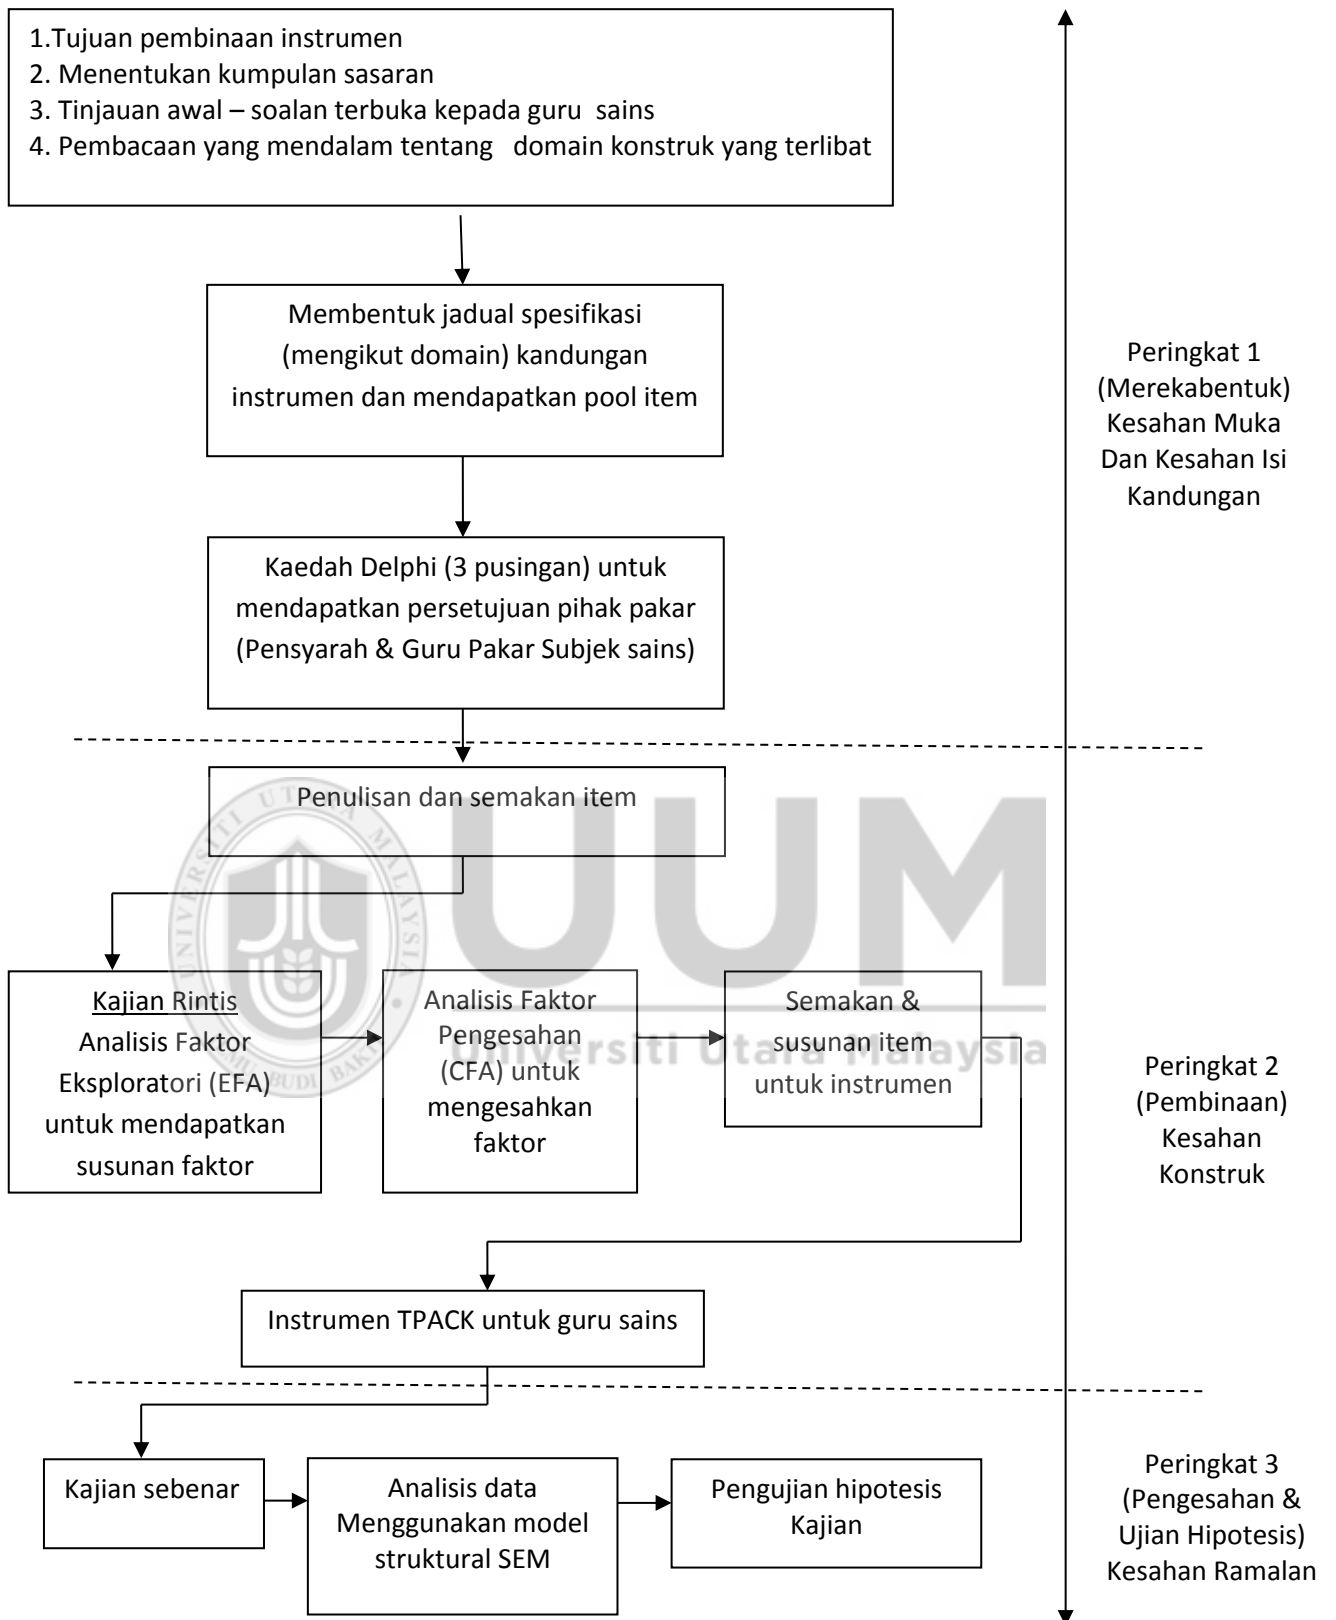 1.Tujuan pembinaan instrumen
2. Menentukan kumpulan sasaran
3. Tinjauan awal – soalan terbuka kepada guru sains
4. Pembacaan yang mendalam tentang domain konstruk yang terlibat
Membentuk jadual spesifikasi
(mengikut domain) kandungan
instrumen dan mendapatkan pool item
Peringkat 1
(Merekabentuk)
Kesahan Muka
Dan Kesahan Isi
Kandungan
Kaedah Delphi (3 pusingan) untuk
mendapatkan persetujuan pihak pakar
(Pensyarah & Guru Pakar Subjek sains)
Penulisan dan semakan item
UNIVERSITI UTARA MALAYSIA
ILMU BUDI BAKTI
UUM
Universiti Utara Malaysia
Kajian Rintis
Analisis Faktor
Eksploratori (EFA)
untuk mendapatkan
susunan faktor
Analisis Faktor
Pengesahan
(CFA) untuk
mengesahkan
faktor
Semakan &
susunan item
untuk instrumen
Peringkat 2
(Pembinaan)
Kesahan
Konstruk
Instrumen TPACK untuk guru sains
Kajian sebenar
Analisis data
Menggunakan model
struktural SEM
Pengujian hipotesis
Kajian
Peringkat 3
(Pengesahan &
Ujian Hipotesis)
Kesahan Ramalan